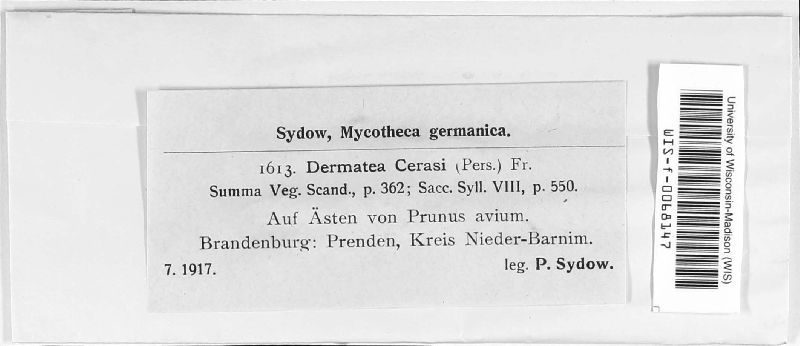 Sydow, Mycotheca germanica.
1613. Dermatea Cerasi (Pers.) Fr.
Summa Veg. Scand., p. 362; Sacc. Syll. VIII, p. 550.
Auf Ästen von Prunus avium.
Brandenburg: Prenden, Kreis Nieder-Barnim.
7. 1917. leg. P. Sydow.
University of Wisconsin-Madison (WIS)
WIS-f-0068147